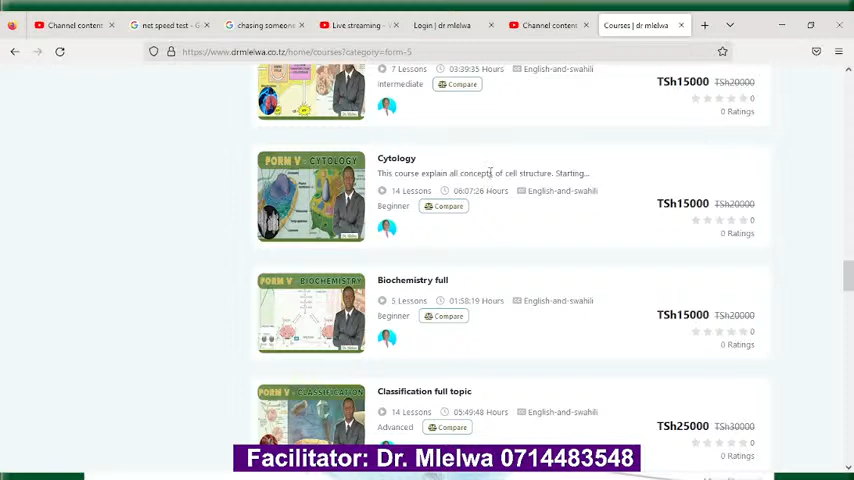 Channel content
net speed test - G
chasing someone
Live streaming - Y
Login | dr mlelwa
Channel content
Courses | dr mlelwa
https://www.drmlelwa.co.tz/home/courses?category=form-5
7 Lessons 03:39:35 Hours English-and-swahili
Intermediate Compare
TSh15000 TSh20000
0
0 Ratings
FORM V : CYTOLOGY
Cytology
This course explain all concepts of cell structure. Starting...
14 Lessons 06:07:26 Hours English-and-swahili
Beginner Compare
TSh15000 TSh20000
0
0 Ratings
FORM V : BIOCHEMISTRY
Biochemistry full
5 Lessons 01:58:19 Hours English-and-swahili
Beginner Compare
TSh15000 TSh20000
0
0 Ratings
FORM V : CLASSIFICATION
Classification full topic
14 Lessons 05:49:48 Hours English-and-swahili
Advanced Compare
TSh25000 TSh30000
0
0 Ratings
Facilitator: Dr. Mlelwa 0714483548